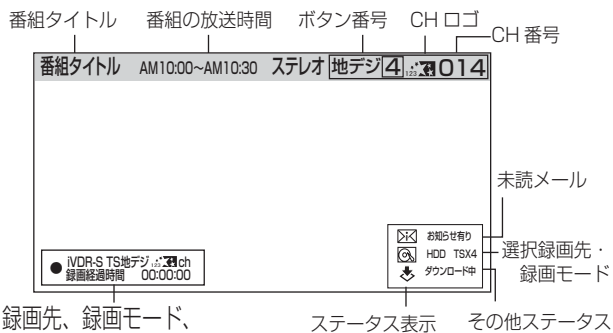 番組タイトル 番組の放送時間 ボタン番号 CH ロゴ
CH 番号
番組タイトル AM10:00~AM10:30 ステレオ 地デジ 4 123 014
未読メール
お知らせ有り
HDD TSX4
選択録画先・
録画モード
ダウンロード中
● iVDR-S TS地デジ 123 ch
録画経過時間 00:00:00
録画先、録画モード、
ステータス表示 その他ステータス